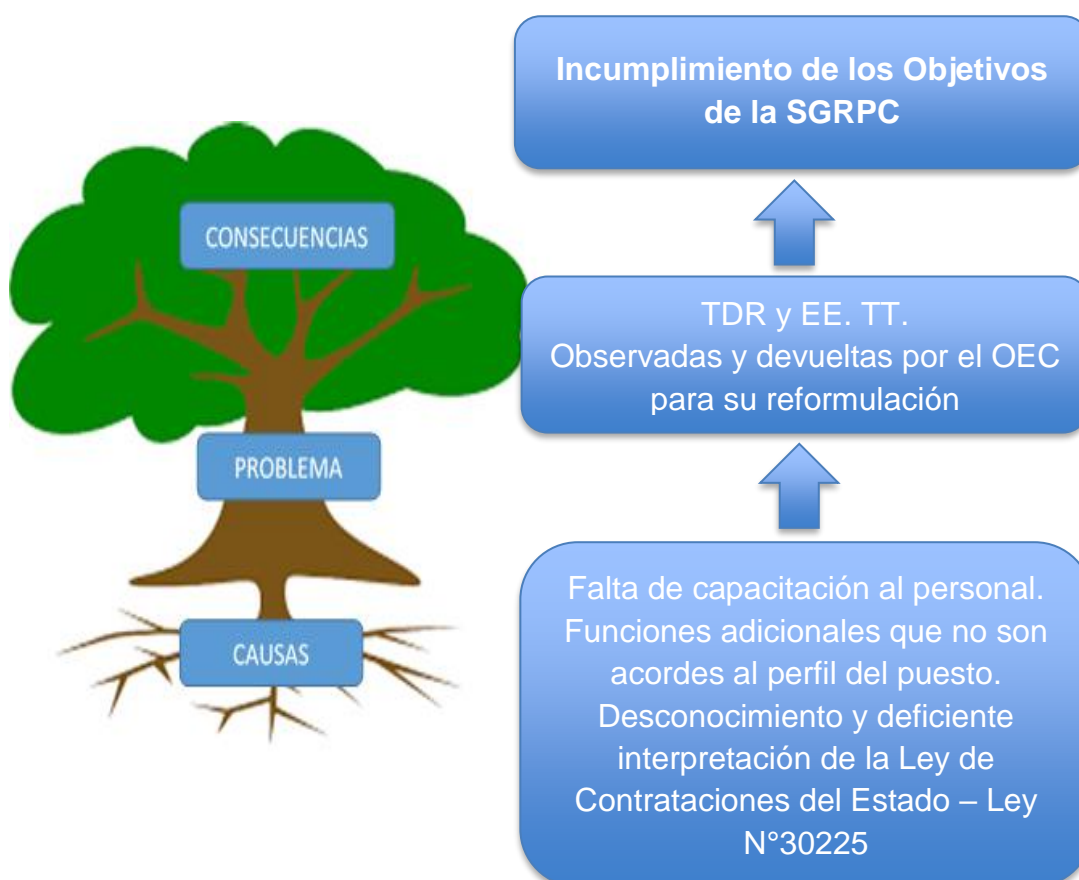 Incumplimiento de los Objetivos
de la SGRPC
CONSECUENCIAS
TDR y EE. TT.
Observadas y devueltas por el OEC
para su reformulación
PROBLEMA
Falta de capacitación al personal.
Funciones adicionales que no son
acordes al perfil del puesto.
Desconocimiento y deficiente
interpretación de la Ley de
Contrataciones del Estado – Ley
N°30225
CAUSAS